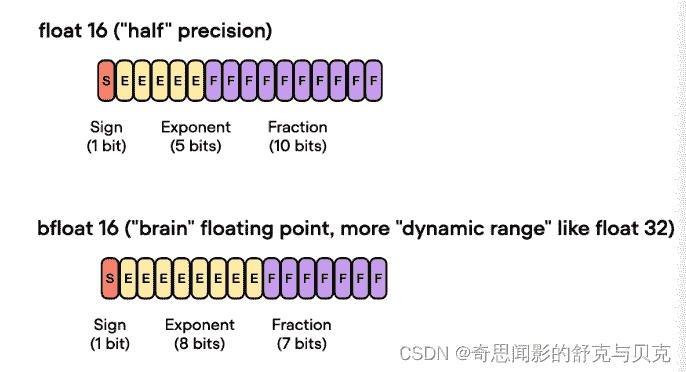 float 16 ("half" precision)
S E E E E E F F F F F F F F F F
Sign Exponent Fraction
(1 bit) (5 bits) (10 bits)
bfloat 16 ("brain" floating point, more "dynamic range" like float 32)
S E E E E E E E E F F F F F F F
Sign Exponent Fraction
(1 bit) (8 bits) (7 bits)
CSDN @奇思闻影的舒克与贝克